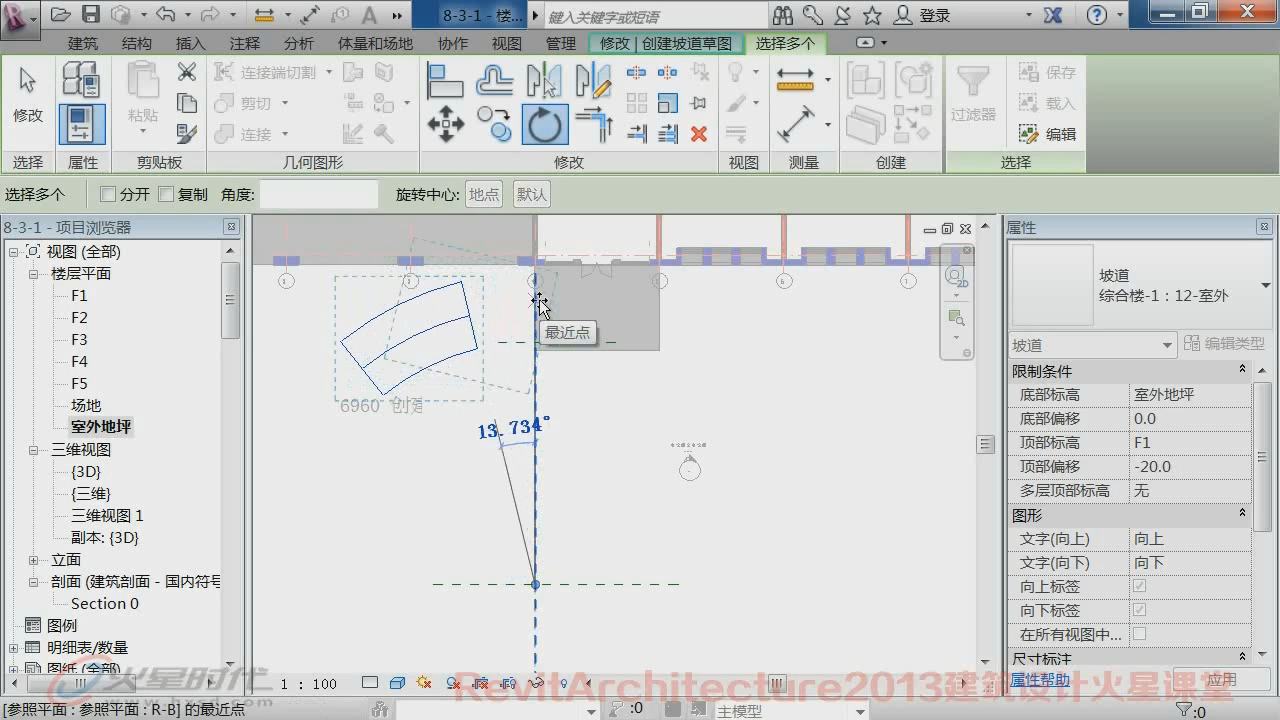 8-3-1 - 楼...
键入关键字或短语
登录
建筑
结构
插入
注释
分析
体量和场地
协作
视图
管理
修改 | 创建坡道草图
选择多个
修改
粘贴
连接端切割
剪切
连接
过滤器
保存
载入
编辑
选择
属性
剪贴板
几何图形
修改
视图
测量
创建
选择
选择多个
分开
复制
角度:
旋转中心:
地点
默认
8-3-1 - 项目浏览器
视图 (全部)
楼层平面
F1
F2
F3
F4
F5
场地
室外地坪
三维视图
{3D}
{三维}
三维视图 1
副本: {3D}
立面
剖面 (建筑剖面 - 国内符号
Section 0
图例
明细表/数量
图纸 (全部)
2D
最近点
6960
13.734°
属性
坡道
综合楼-1：12-室外
坡道
编辑类型
限制条件
底部标高 室外地坪
底部偏移 0.0
顶部标高 F1
顶部偏移 -20.0
多层顶部标高 无
图形
文字(向上) 向上
文字(向下) 向下
向上标签
向下标签
在所有视图中...
尺寸标注
属性帮助
应用
1 : 100
火星时代
RevitArchitecture2013建筑设计火星课堂
[参照平面 : 参照平面 : R-B] 的最近点
:0
主模型
:0